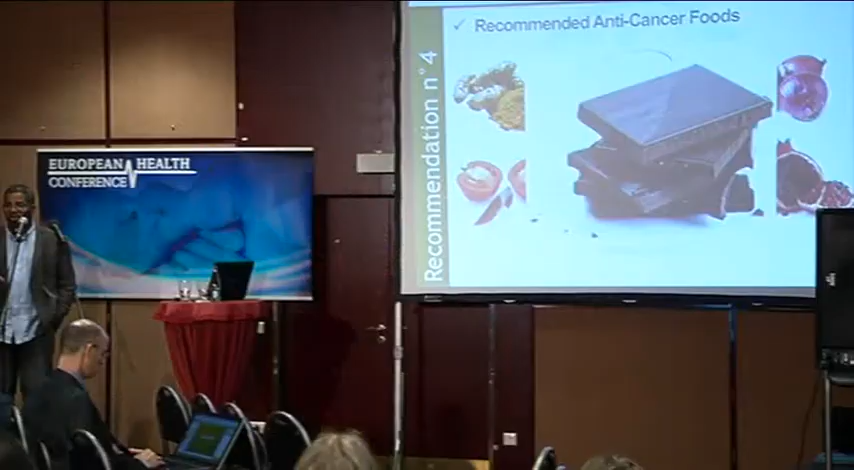 ✓ Recommended Anti-Cancer Foods
Recommendation n° 4
EUROPEAN HEALTH
CONFERENCE